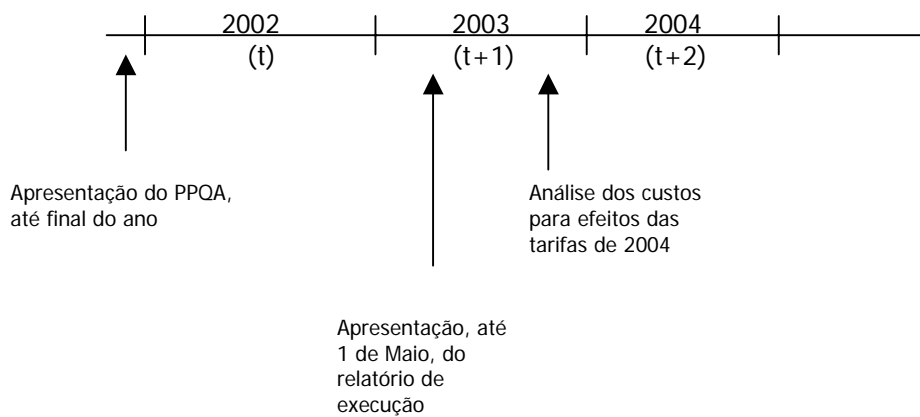 2002
2003
2004
(t)
(t+1)
(t+2)
Apresentação do PPQA,
até final do ano
Análise dos custos
para efeitos das
tarifas de 2004
Apresentação, até
1 de Maio, do
relatório de
execução